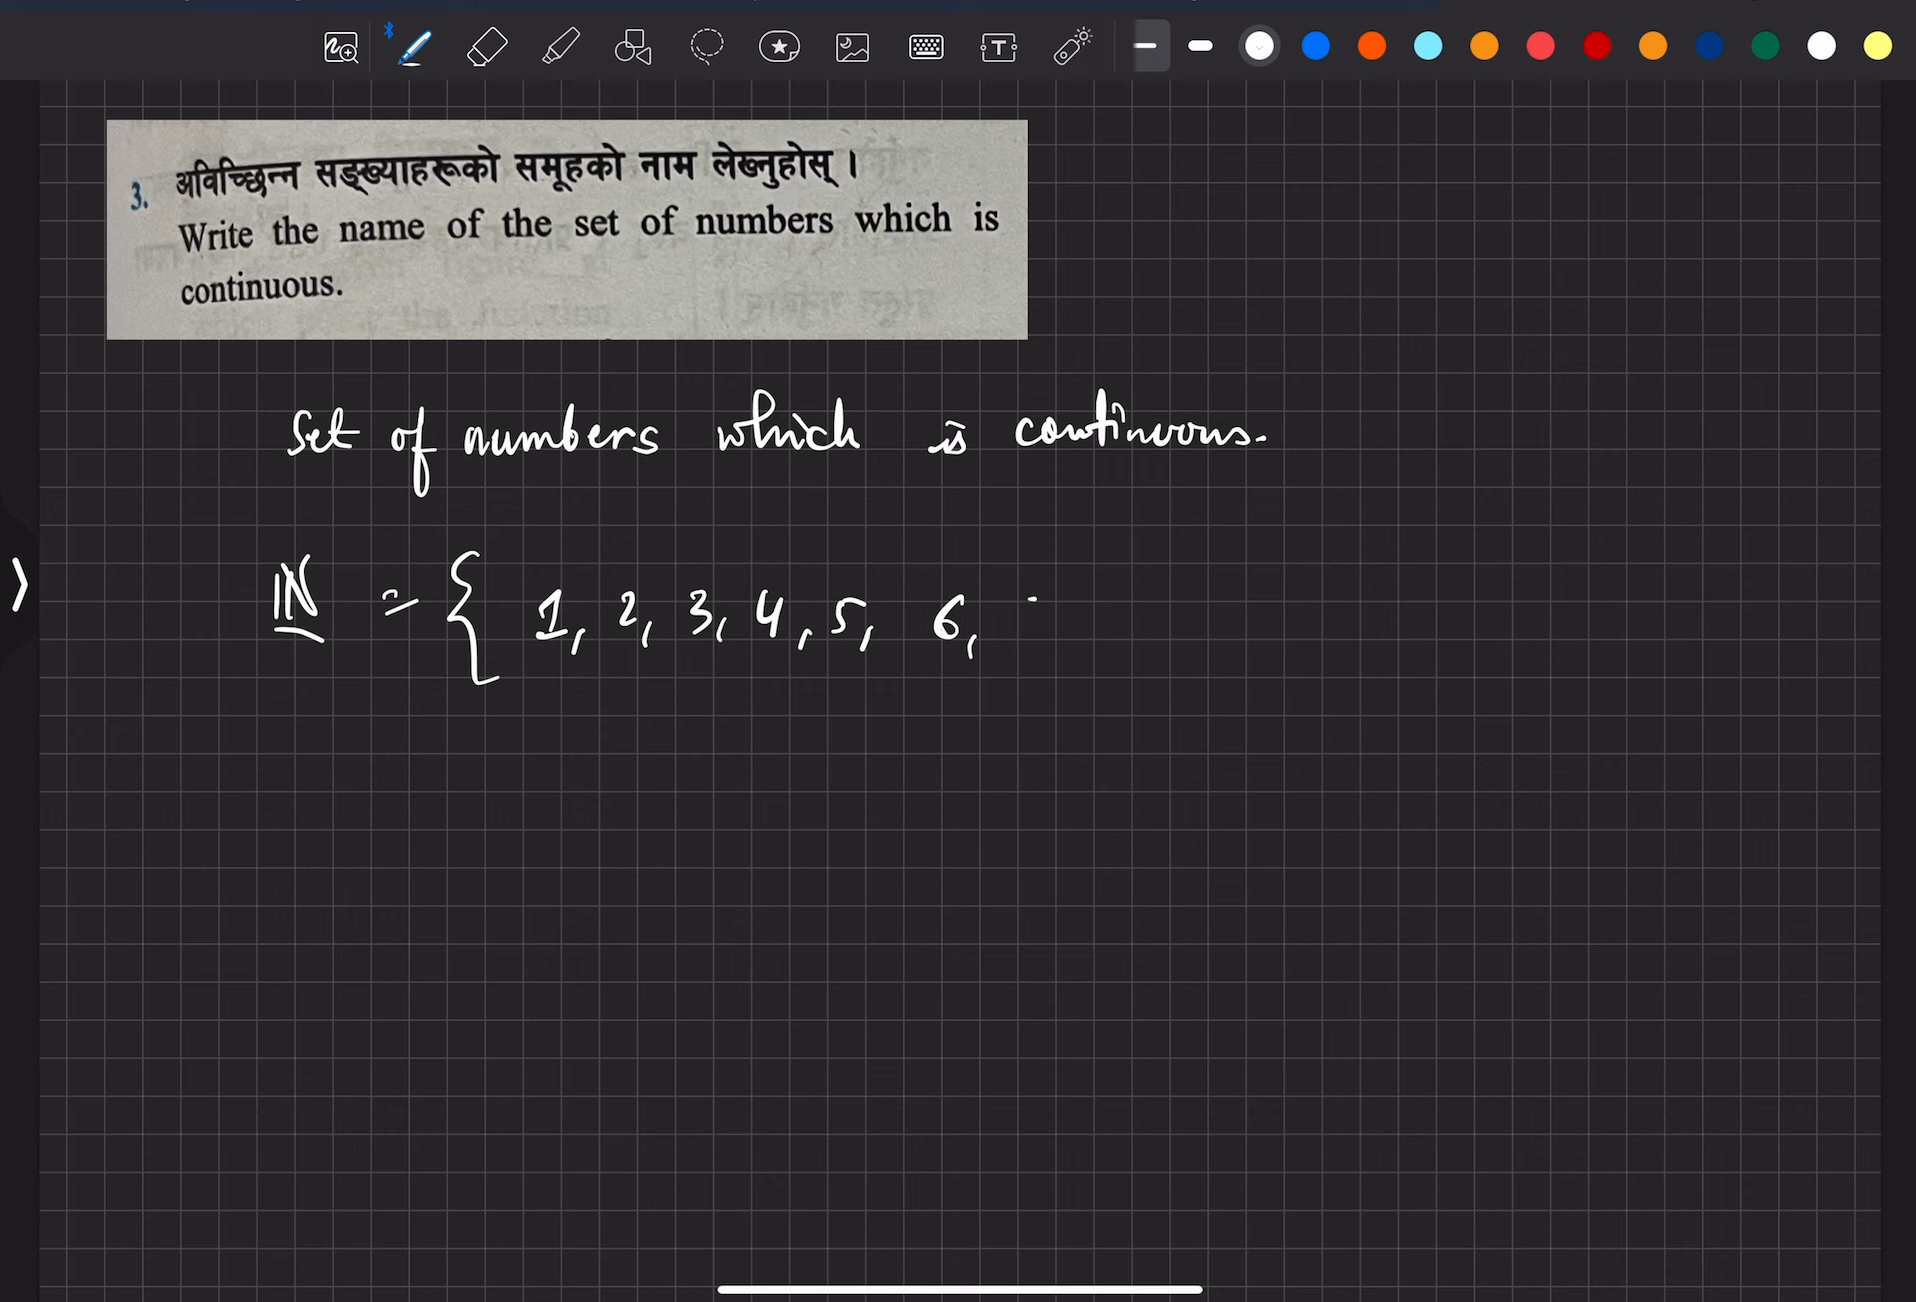 3. अविच्छिन्न सङ्ख्याहरूको समूहको नाम लेख्नुहोस् ।
Write the name of the set of numbers which is
continuous.
Set of numbers which is continuous.
ℕ = { 1, 2, 3, 4, 5, 6,